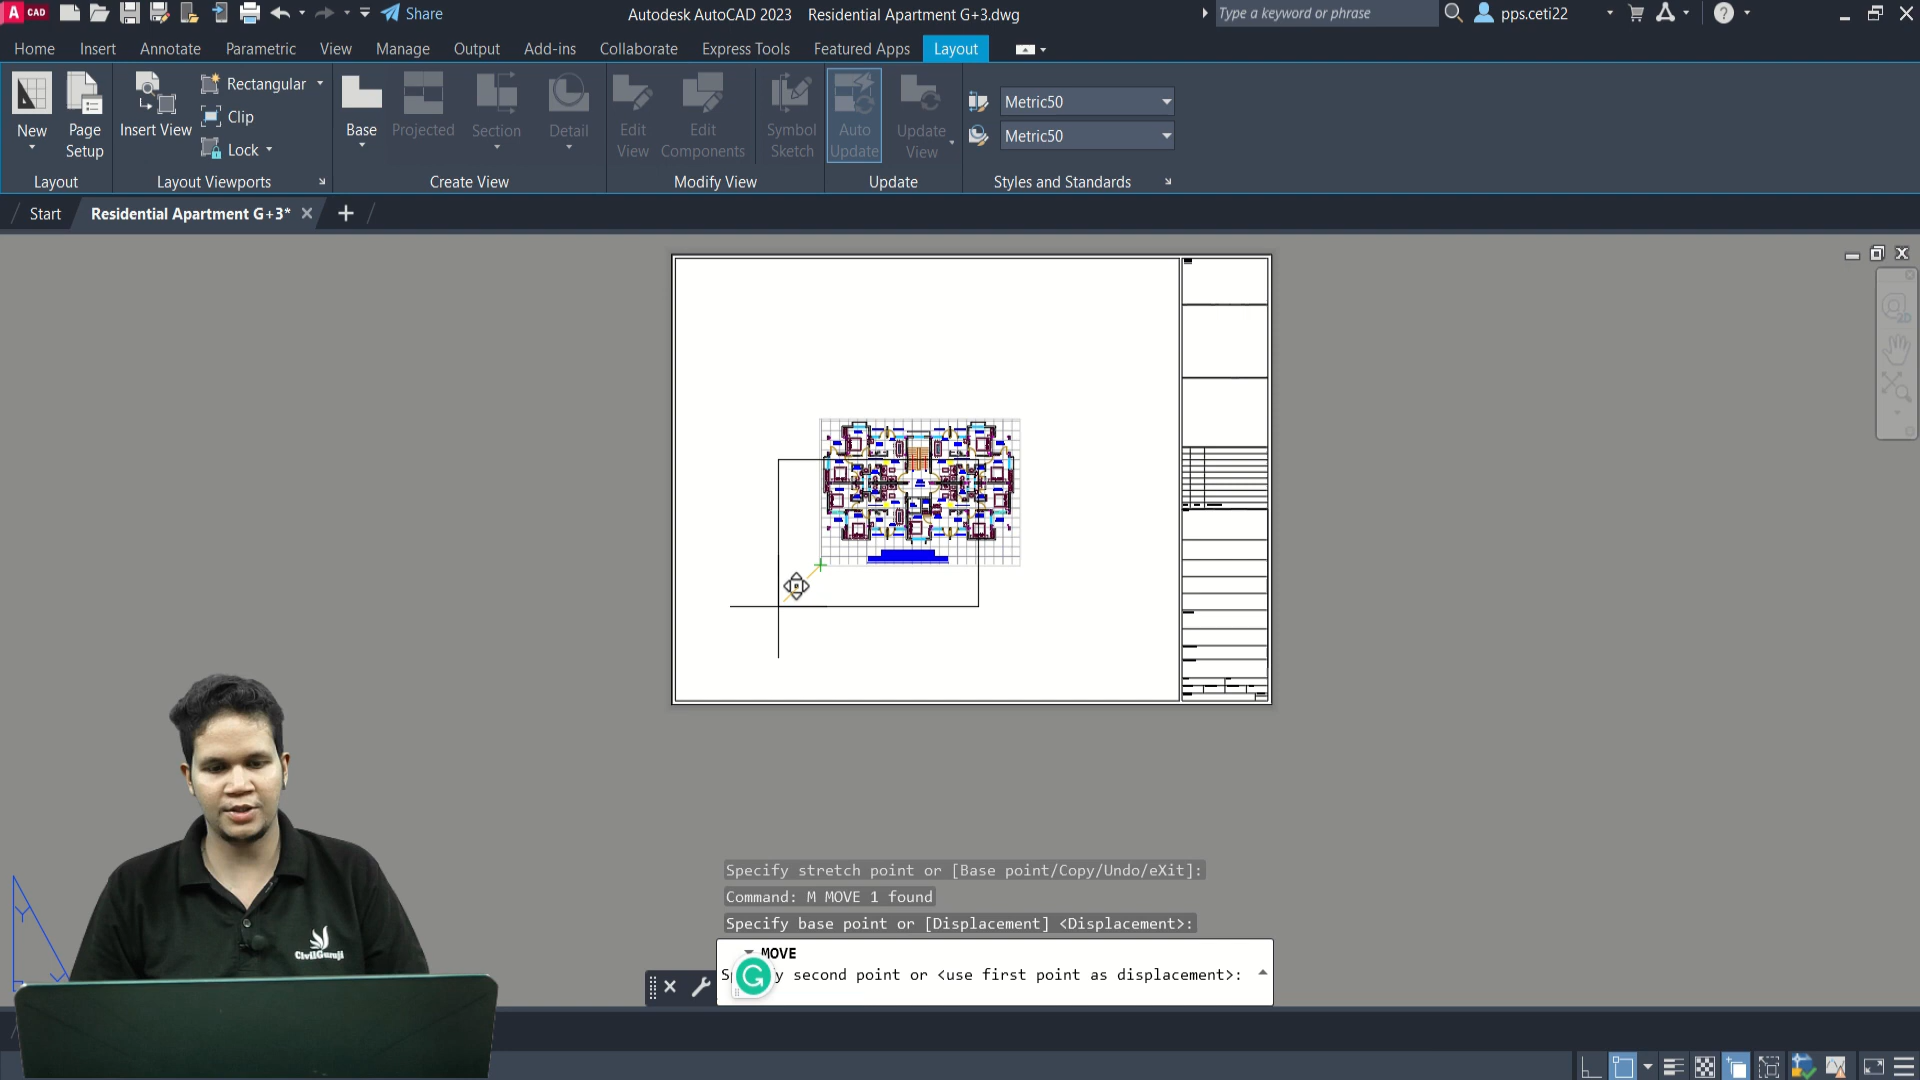 A CAD
Share
Autodesk AutoCAD 2023 Residential Apartment G+3.dwg
Type a keyword or phrase
pps.ceti22
Home Insert Annotate Parametric View Manage Output Add-ins Collaborate Express Tools Featured Apps Layout
New
Page Setup
Insert View
Rectangular
Clip
Lock
Base
Projected
Section
Detail
Edit View
Edit Components
Symbol Sketch
Auto Update
Update View
Metric50
Metric50
Layout
Layout Viewports
Create View
Modify View
Update
Styles and Standards
Start
Residential Apartment G+3*
2D
Y
CivilGuruji
Specify stretch point or [Base point/Copy/Undo/eXit]:
Command: M MOVE 1 found
Specify base point or [Displacement] <Displacement>:
MOVE
second point or <use first point as displacement>: